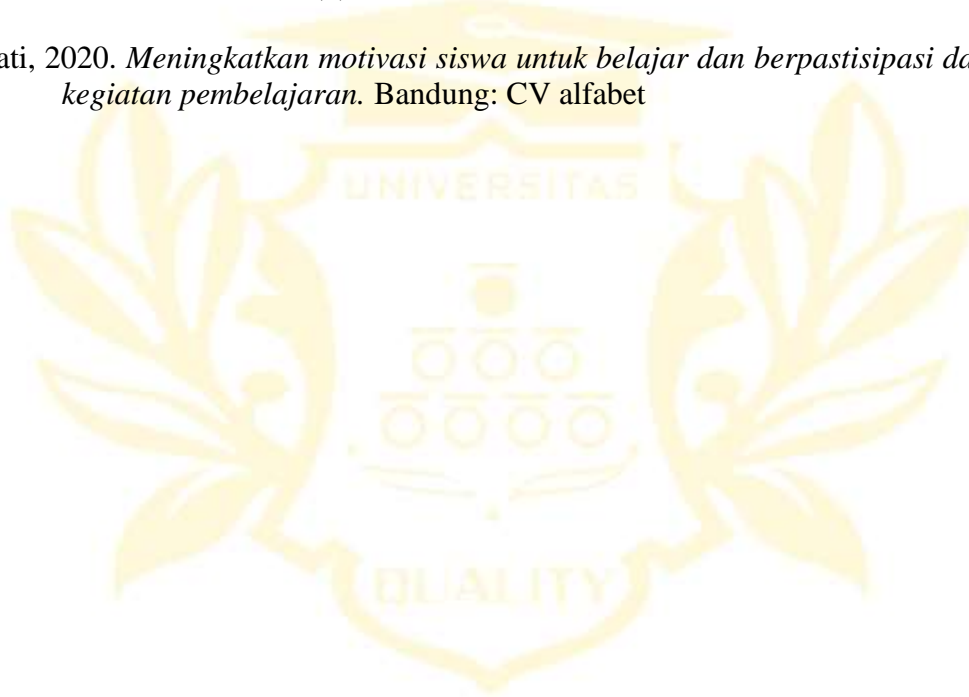 ati, 2020. Meningkatkan motivasi siswa untuk belajar dan berpastisipasi da
kegiatan pembelajaran. Bandung: CV alfabet
UNIVERSITAS
QUALITY